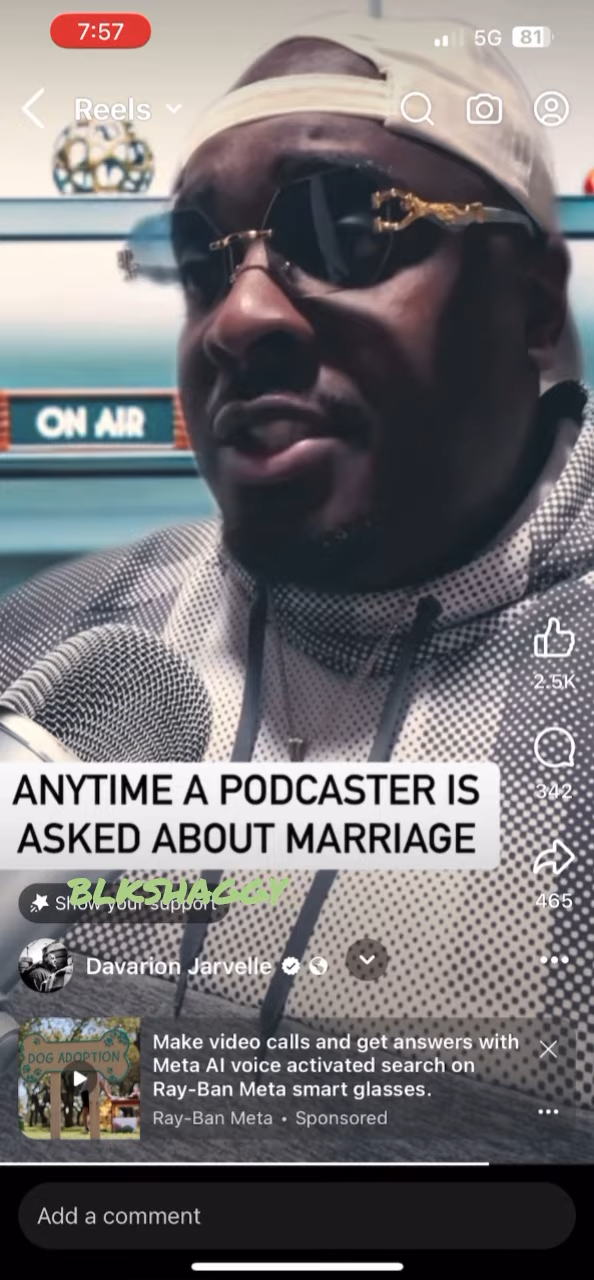 7:57
5G 81
Reels
ON AIR
2.5K
342
ANYTIME A PODCASTER IS
ASKED ABOUT MARRIAGE
BLKSHAGGY
Show your support
465
Davarion Jarvelle
DOG ADOPTION
Make video calls and get answers with
Meta AI voice activated search on
Ray-Ban Meta smart glasses.
Ray-Ban Meta • Sponsored
Add a comment